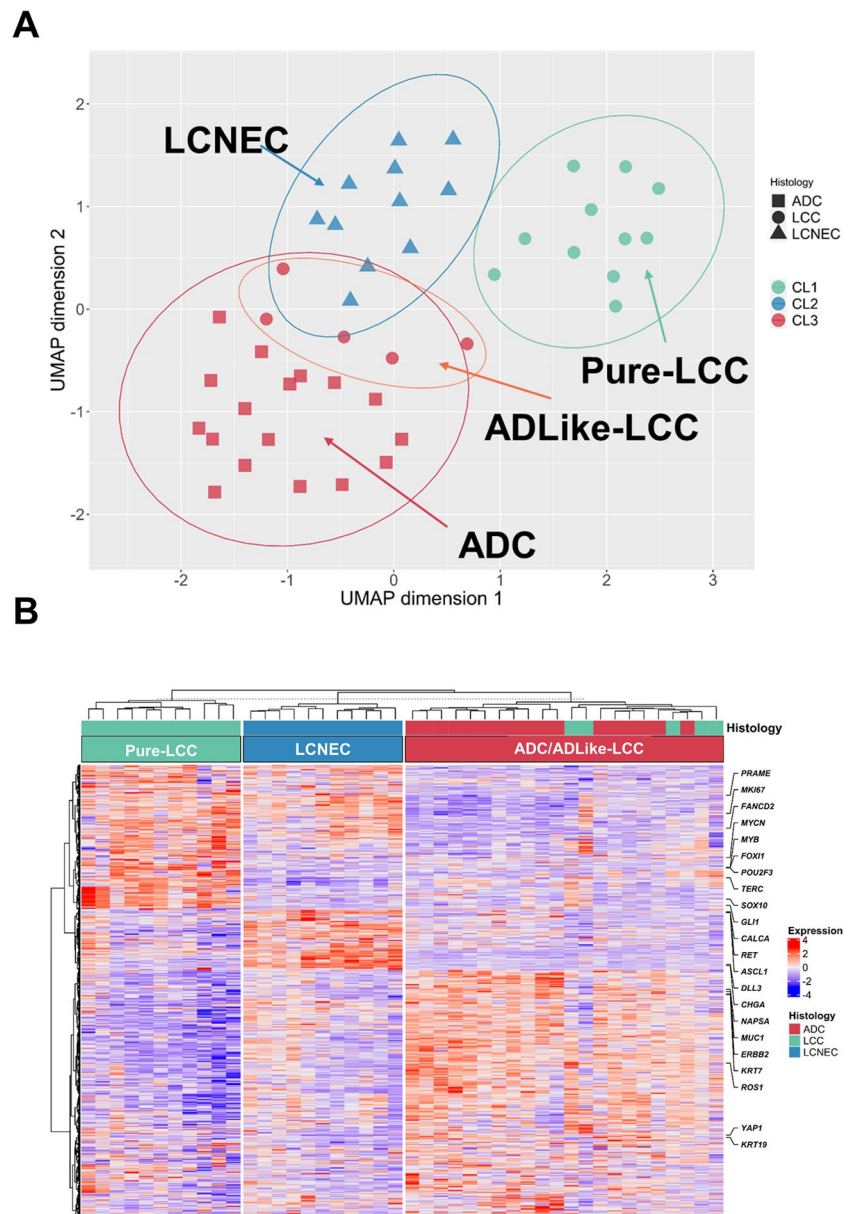 A
LCNEC
Pure-LCC
ADLike-LCC
ADC
2
1
0
-1
-2
UMAP dimension 2
-2
-1
0
1
2
3
UMAP dimension 1
Histology
ADC
LCC
LCNEC
CL1
CL2
CL3
B
Histology
Pure-LCC
LCNEC
ADC/ADLike-LCC
PRAME
MKI67
FANCD2
MYCN
MYB
FOXI1
POU2F3
TERC
SOX10
GLI1
CALCA
RET
ASCL1
DLL3
CHGA
NAPSA
MUC1
ERBB2
KRT7
ROS1
YAP1
KRT19
Expression
4
2
0
-2
-4
Histology
ADC
LCC
LCNEC